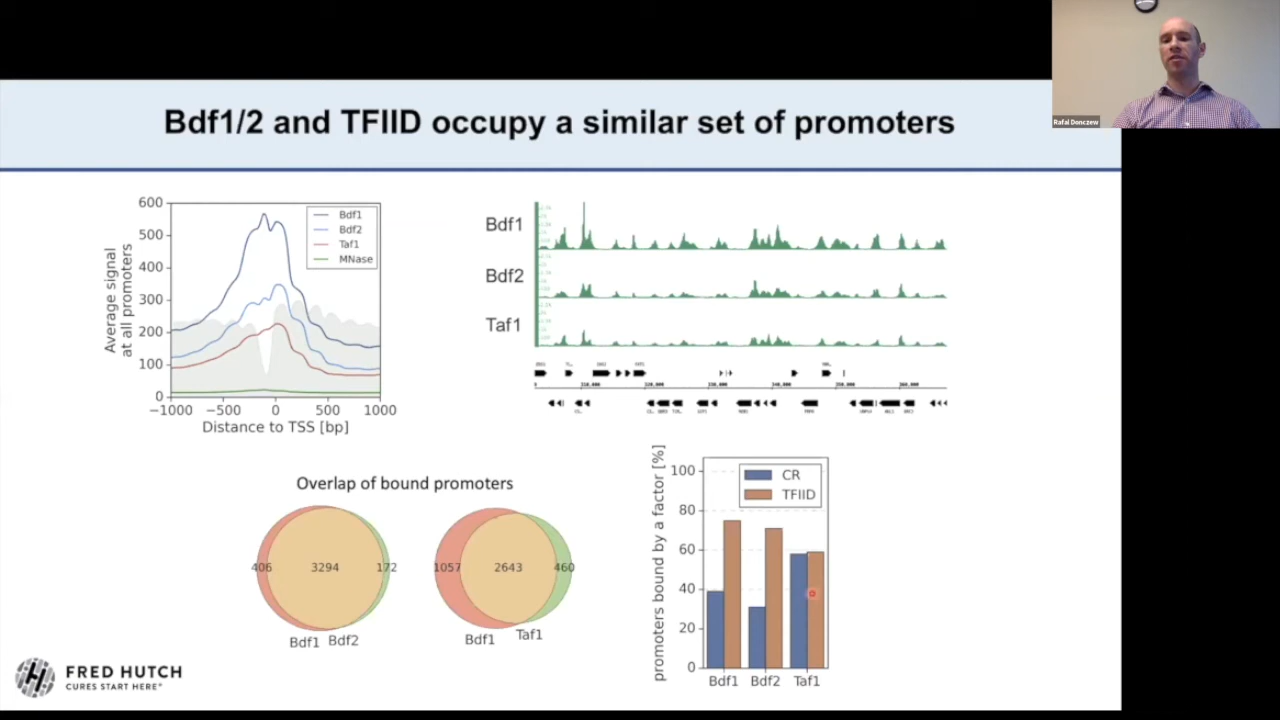 Rafal Donczew
Bdf1/2 and TFIID occupy a similar set of promoters
Average signal
at all promoters
600
500
400
300
200
100
0
Bdf1
Bdf2
Taf1
MNase
−1000 −500 0 500 1000
Distance to TSS [bp]
Bdf1
Bdf2
Taf1
Overlap of bound promoters
406 3294 172
Bdf1 Bdf2
1057 2643 460
Bdf1 Taf1
promoters bound by a factor [%]
100
80
60
40
20
0
CR
TFIID
Bdf1 Bdf2 Taf1
FRED HUTCH
CURES START HERE